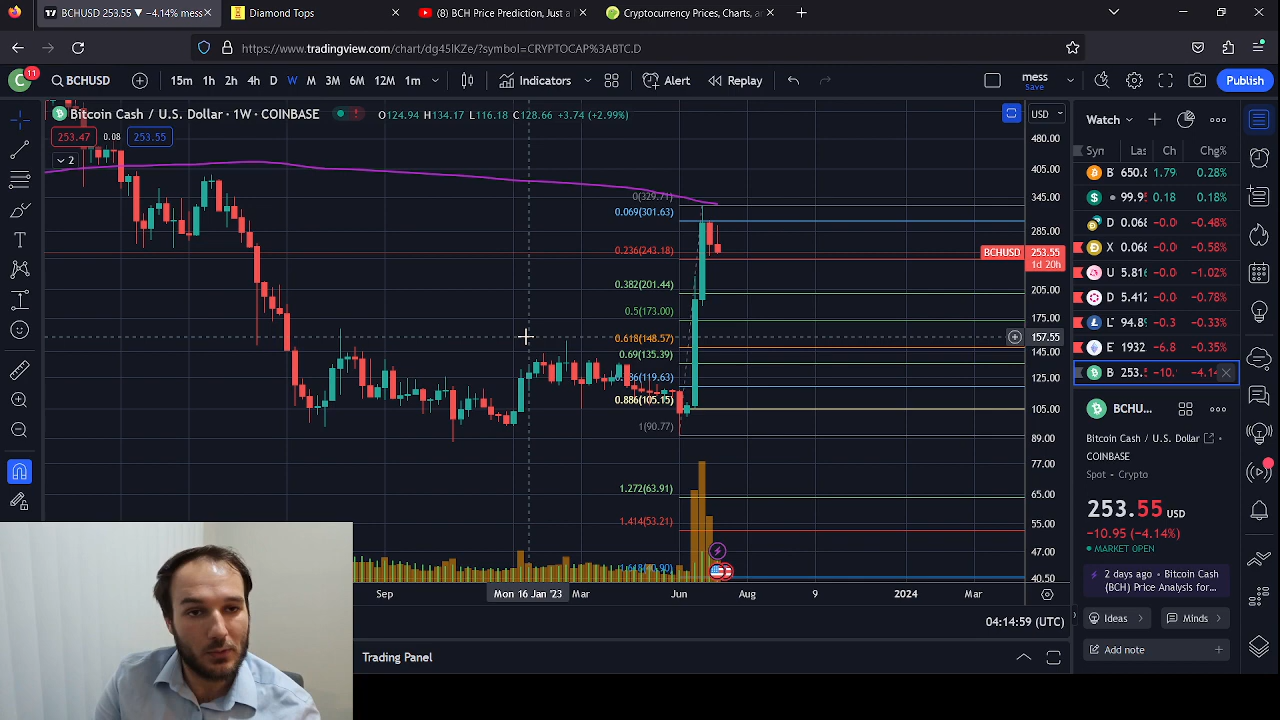 BCHUSD 253.55 ▼ −4.14% mess
Diamond Tops
(8) BCH Price Prediction, Just a
Cryptocurrency Prices, Charts, a
https://www.tradingview.com/chart/dg45IKZe/?symbol=CRYPTOCAP%3ABTC.D
C 11 BCHUSD 15m 1h 2h 4h D W M 3M 6M 12M 1m Indicators Alert Replay mess Save Publish
Bitcoin Cash / U.S. Dollar · 1W · COINBASE O124.94 H134.17 L116.18 C128.66 +3.74 (+2.99%) USD
253.47 0.08 253.55
2
480.00
405.00
345.00
285.00
BCHUSD 253.55
1d 20h
205.00
175.00
157.55
145.00
125.00
105.00
89.00
77.00
65.00
55.00
47.00
40.50
0(329.71)
0.069(301.63)
0.236(243.18)
0.382(201.44)
0.5(173.00)
0.618(148.57)
0.69(135.39)
0.886(105.15)
1(90.77)
1.272(63.91)
1.414(53.21)
Sep Mon 16 Jan '23 Mar Jun Aug 9 2024 Mar
04:14:59 (UTC)
Trading Panel
Watch
Syn Las Ch Chg%
B 650.8 1.79 0.28%
$ 99.9 0.18 0.18%
D 0.066 −0.0 −0.48%
X 0.068 −0.0 −0.58%
U 5.81 −0.0 −1.02%
D 5.412 −0.0 −0.78%
L 94.8 −0.3 −0.33%
E 1932 −6.8 −0.35%
B 253. −10. −4.14
BCHU...
Bitcoin Cash / U.S. Dollar
COINBASE
Spot · Crypto
253.55 USD
−10.95 (−4.14%)
MARKET OPEN
2 days ago · Bitcoin Cash
(BCH) Price Analysis for...
Ideas Minds
Add note